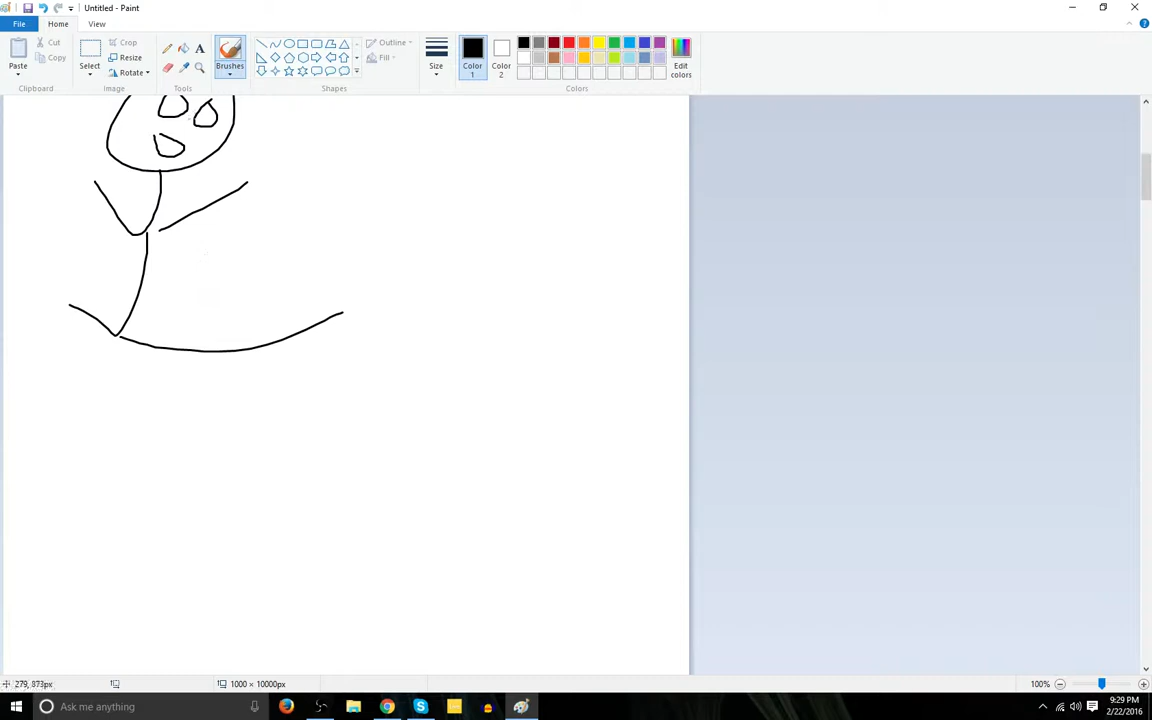 Untitled - Paint
File
Home
View
Paste
Cut
Copy
Clipboard
Select
Crop
Resize
Rotate
Image
A
Tools
Brushes
Shapes
Outline
Fill
Size
Color 1
Color 2
Edit colors
Colors
279, 873px
1000 × 10000px
100%
Ask me anything
9:29 PM
2/22/2016